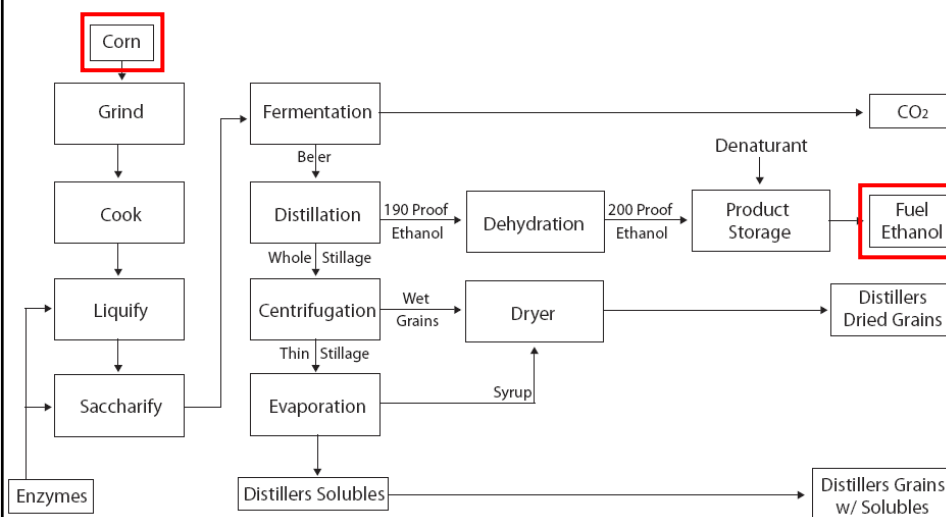 Corn
Grind
Fermentation
CO₂
Beer
Denaturant
Cook
Distillation
190 Proof
Ethanol
Dehydration
200 Proof
Ethanol
Product
Storage
Fuel
Ethanol
Whole Stillage
Liquify
Centrifugation
Wet
Grains
Dryer
Distillers
Dried Grains
Thin Stillage
Syrup
Saccharify
Evaporation
Enzymes
Distillers Solubles
Distillers Grains
w/ Solubles